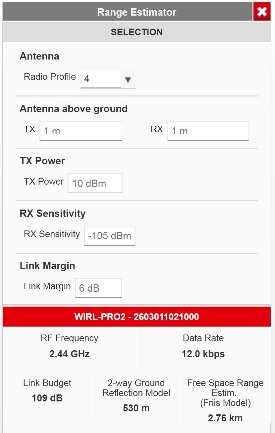 Range Estimator
SELECTION
Antenna
Radio Profile 4
Antenna above ground
TX 1 m RX 1 m
TX Power
TX Power 10 dBm
RX Sensitivity
RX Sensitivity -105 dBm
Link Margin
Link Margin 6 dB
WIRL-PRO2 - 2603011021000
RF Frequency Data Rate
2.44 GHz 12.0 kbps
Link Budget 2-way Ground Free Space Range
Reflection Model Estim.
109 dB (Friis Model)
530 m
2.76 km